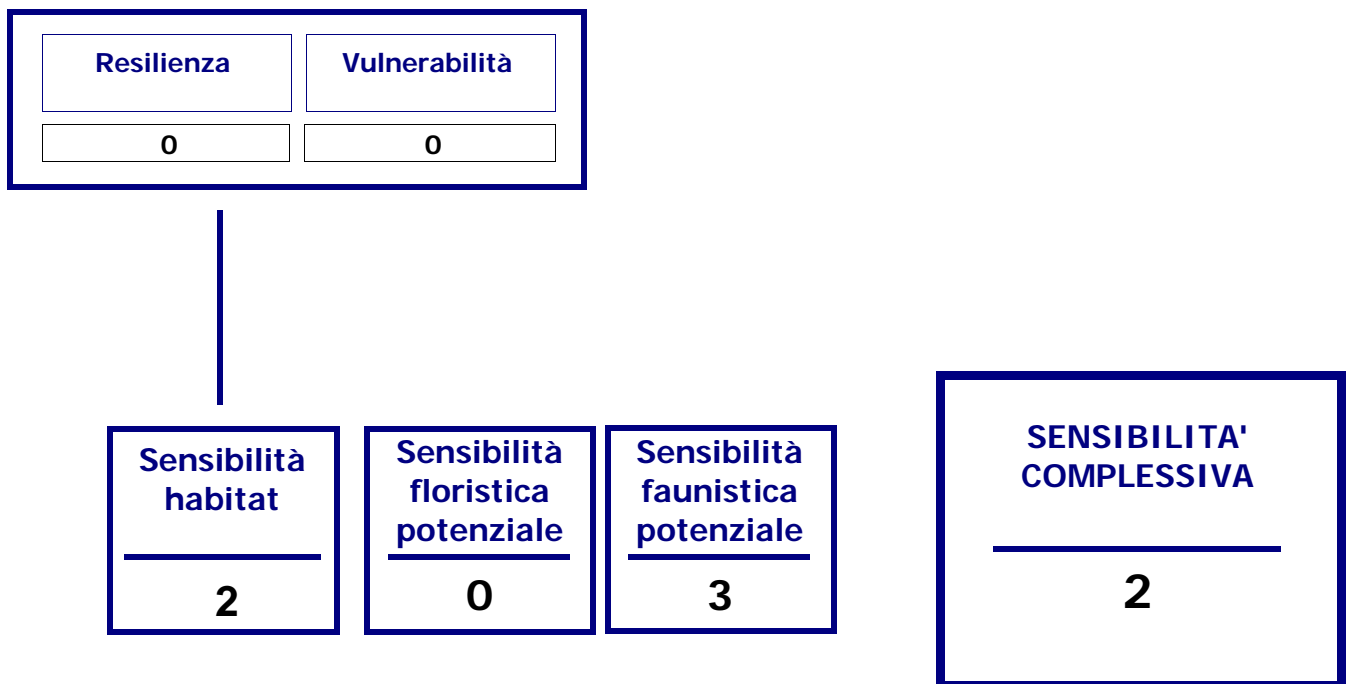 Resilienza
Vulnerabilità
0
0
Sensibilità
habitat
2
Sensibilità
floristica
potenziale
0
Sensibilità
faunistica
potenziale
3
SENSIBILITA'
COMPLESSIVA
2